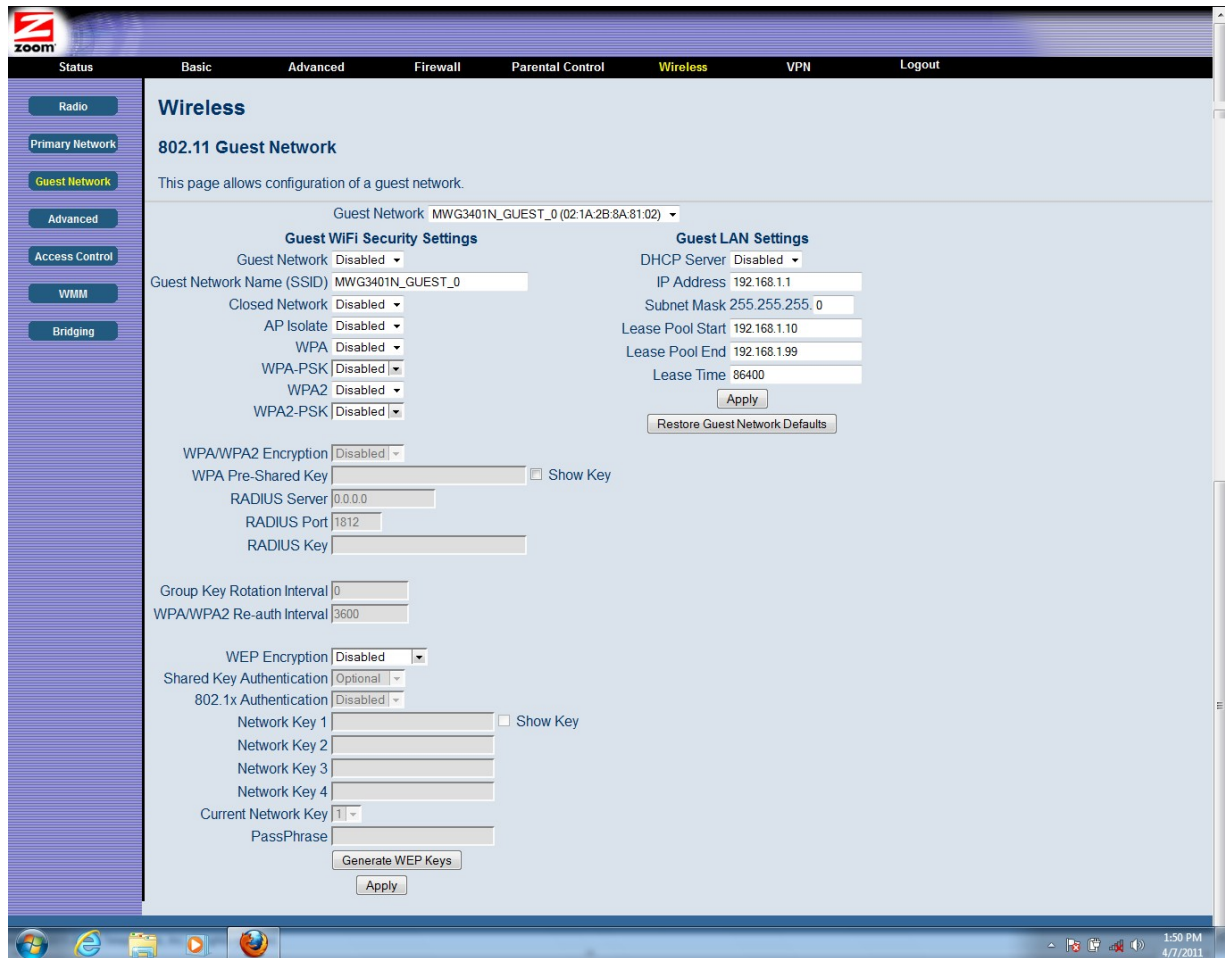 zoom
Status Basic Advanced Firewall Parental Control Wireless VPN Logout
Radio
Primary Network
Guest Network
Advanced
Access Control
WMM
Bridging
Wireless
802.11 Guest Network
This page allows configuration of a guest network.
Guest Network MWG3401N_GUEST_0 (02:1A:2B:8A:81:02)
Guest WiFi Security Settings
Guest Network Disabled
Guest Network Name (SSID) MWG3401N_GUEST_0
Closed Network Disabled
AP Isolate Disabled
WPA Disabled
WPA-PSK Disabled
WPA2 Disabled
WPA2-PSK Disabled
Guest LAN Settings
DHCP Server Disabled
IP Address 192.168.1.1
Subnet Mask 255.255.255. 0
Lease Pool Start 192.168.1.10
Lease Pool End 192.168.1.99
Lease Time 86400
Apply
Restore Guest Network Defaults
WPA/WPA2 Encryption Disabled
WPA Pre-Shared Key Show Key
RADIUS Server 0.0.0.0
RADIUS Port 1812
RADIUS Key
Group Key Rotation Interval 0
WPA/WPA2 Re-auth Interval 3600
WEP Encryption Disabled
Shared Key Authentication Optional
802.1x Authentication Disabled
Network Key 1 Show Key
Network Key 2
Network Key 3
Network Key 4
Current Network Key 1
PassPhrase
Generate WEP Keys
Apply
1:50 PM
4/7/2011